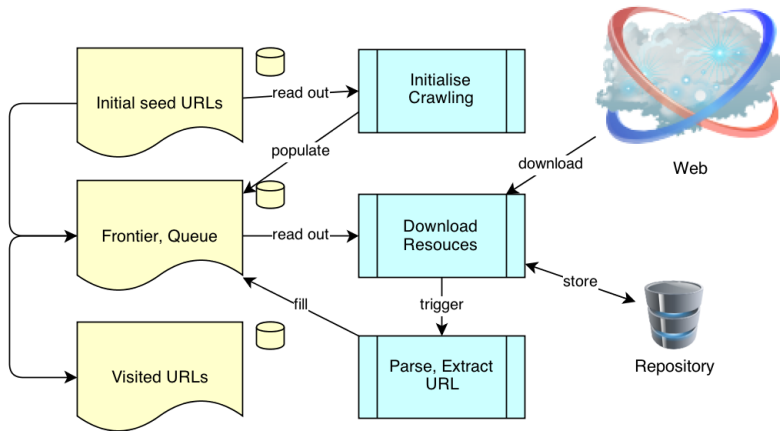 Initial seed URLs
read out
Initialise
Crawling
populate
download
Web
Frontier, Queue
read out
Download
Resouces
fill
trigger
store
Visited URLs
Parse, Extract
URL
Repository